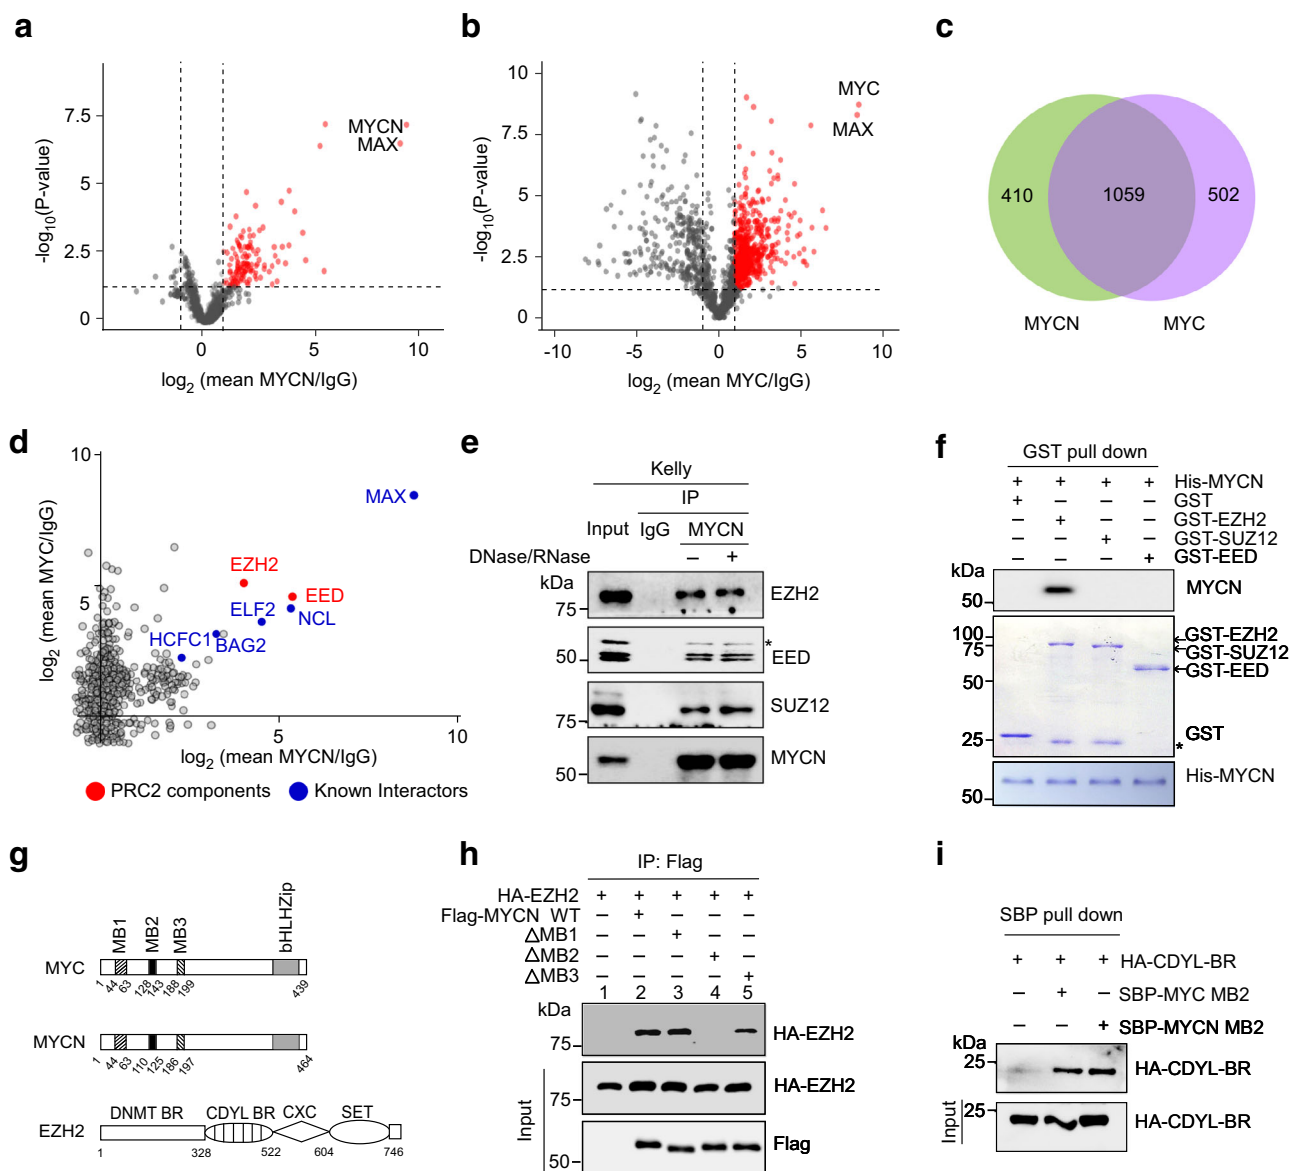 a
-log10(P-value)
7.5
5
2.5
0
MYCN
MAX
0
5
10
log2 (mean MYCN/IgG)
b
-log10(P-value)
10
7.5
5
2.5
0
MYC
MAX
-10
-5
0
5
10
log2 (mean MYC/IgG)
c
410
1059
502
MYCN
MYC
d
log2 (mean MYC/IgG)
10
5
MAX
EZH2
EED
ELF2
NCL
HCFC1
BAG2
5
10
log2 (mean MYCN/IgG)
PRC2 components
Known Interactors
e
Kelly
IP
Input IgG MYCN
DNase/RNase − +
kDa
75 EZH2
*
50 EED
75 SUZ12
50 MYCN
f
GST pull down
+ + + + His-MYCN
+ − − − GST
− + − − GST-EZH2
− − + − GST-SUZ12
− − − + GST-EED
kDa
50 MYCN
100 GST-EZH2
75 GST-SUZ12
50 GST-EED
25 GST
*
50 His-MYCN
g
MB1 MB2 MB3 bHLHZip
MYC
1 44 63 128 143 188 199 439
MYCN
1 44 63 110 125 186 197 464
DNMT BR CDYL BR CXC SET
EZH2
1 328 522 604 746
h
IP: Flag
HA-EZH2 + + + + +
Flag-MYCN WT − + − − −
△MB1 − − + − −
△MB2 − − − + −
△MB3 − − − − +
1 2 3 4 5
kDa
75 HA-EZH2
Input
75 HA-EZH2
50 Flag
i
SBP pull down
+ + + HA-CDYL-BR
− + − SBP-MYC MB2
− − + SBP-MYCN MB2
kDa
25 HA-CDYL-BR
Input
25 HA-CDYL-BR